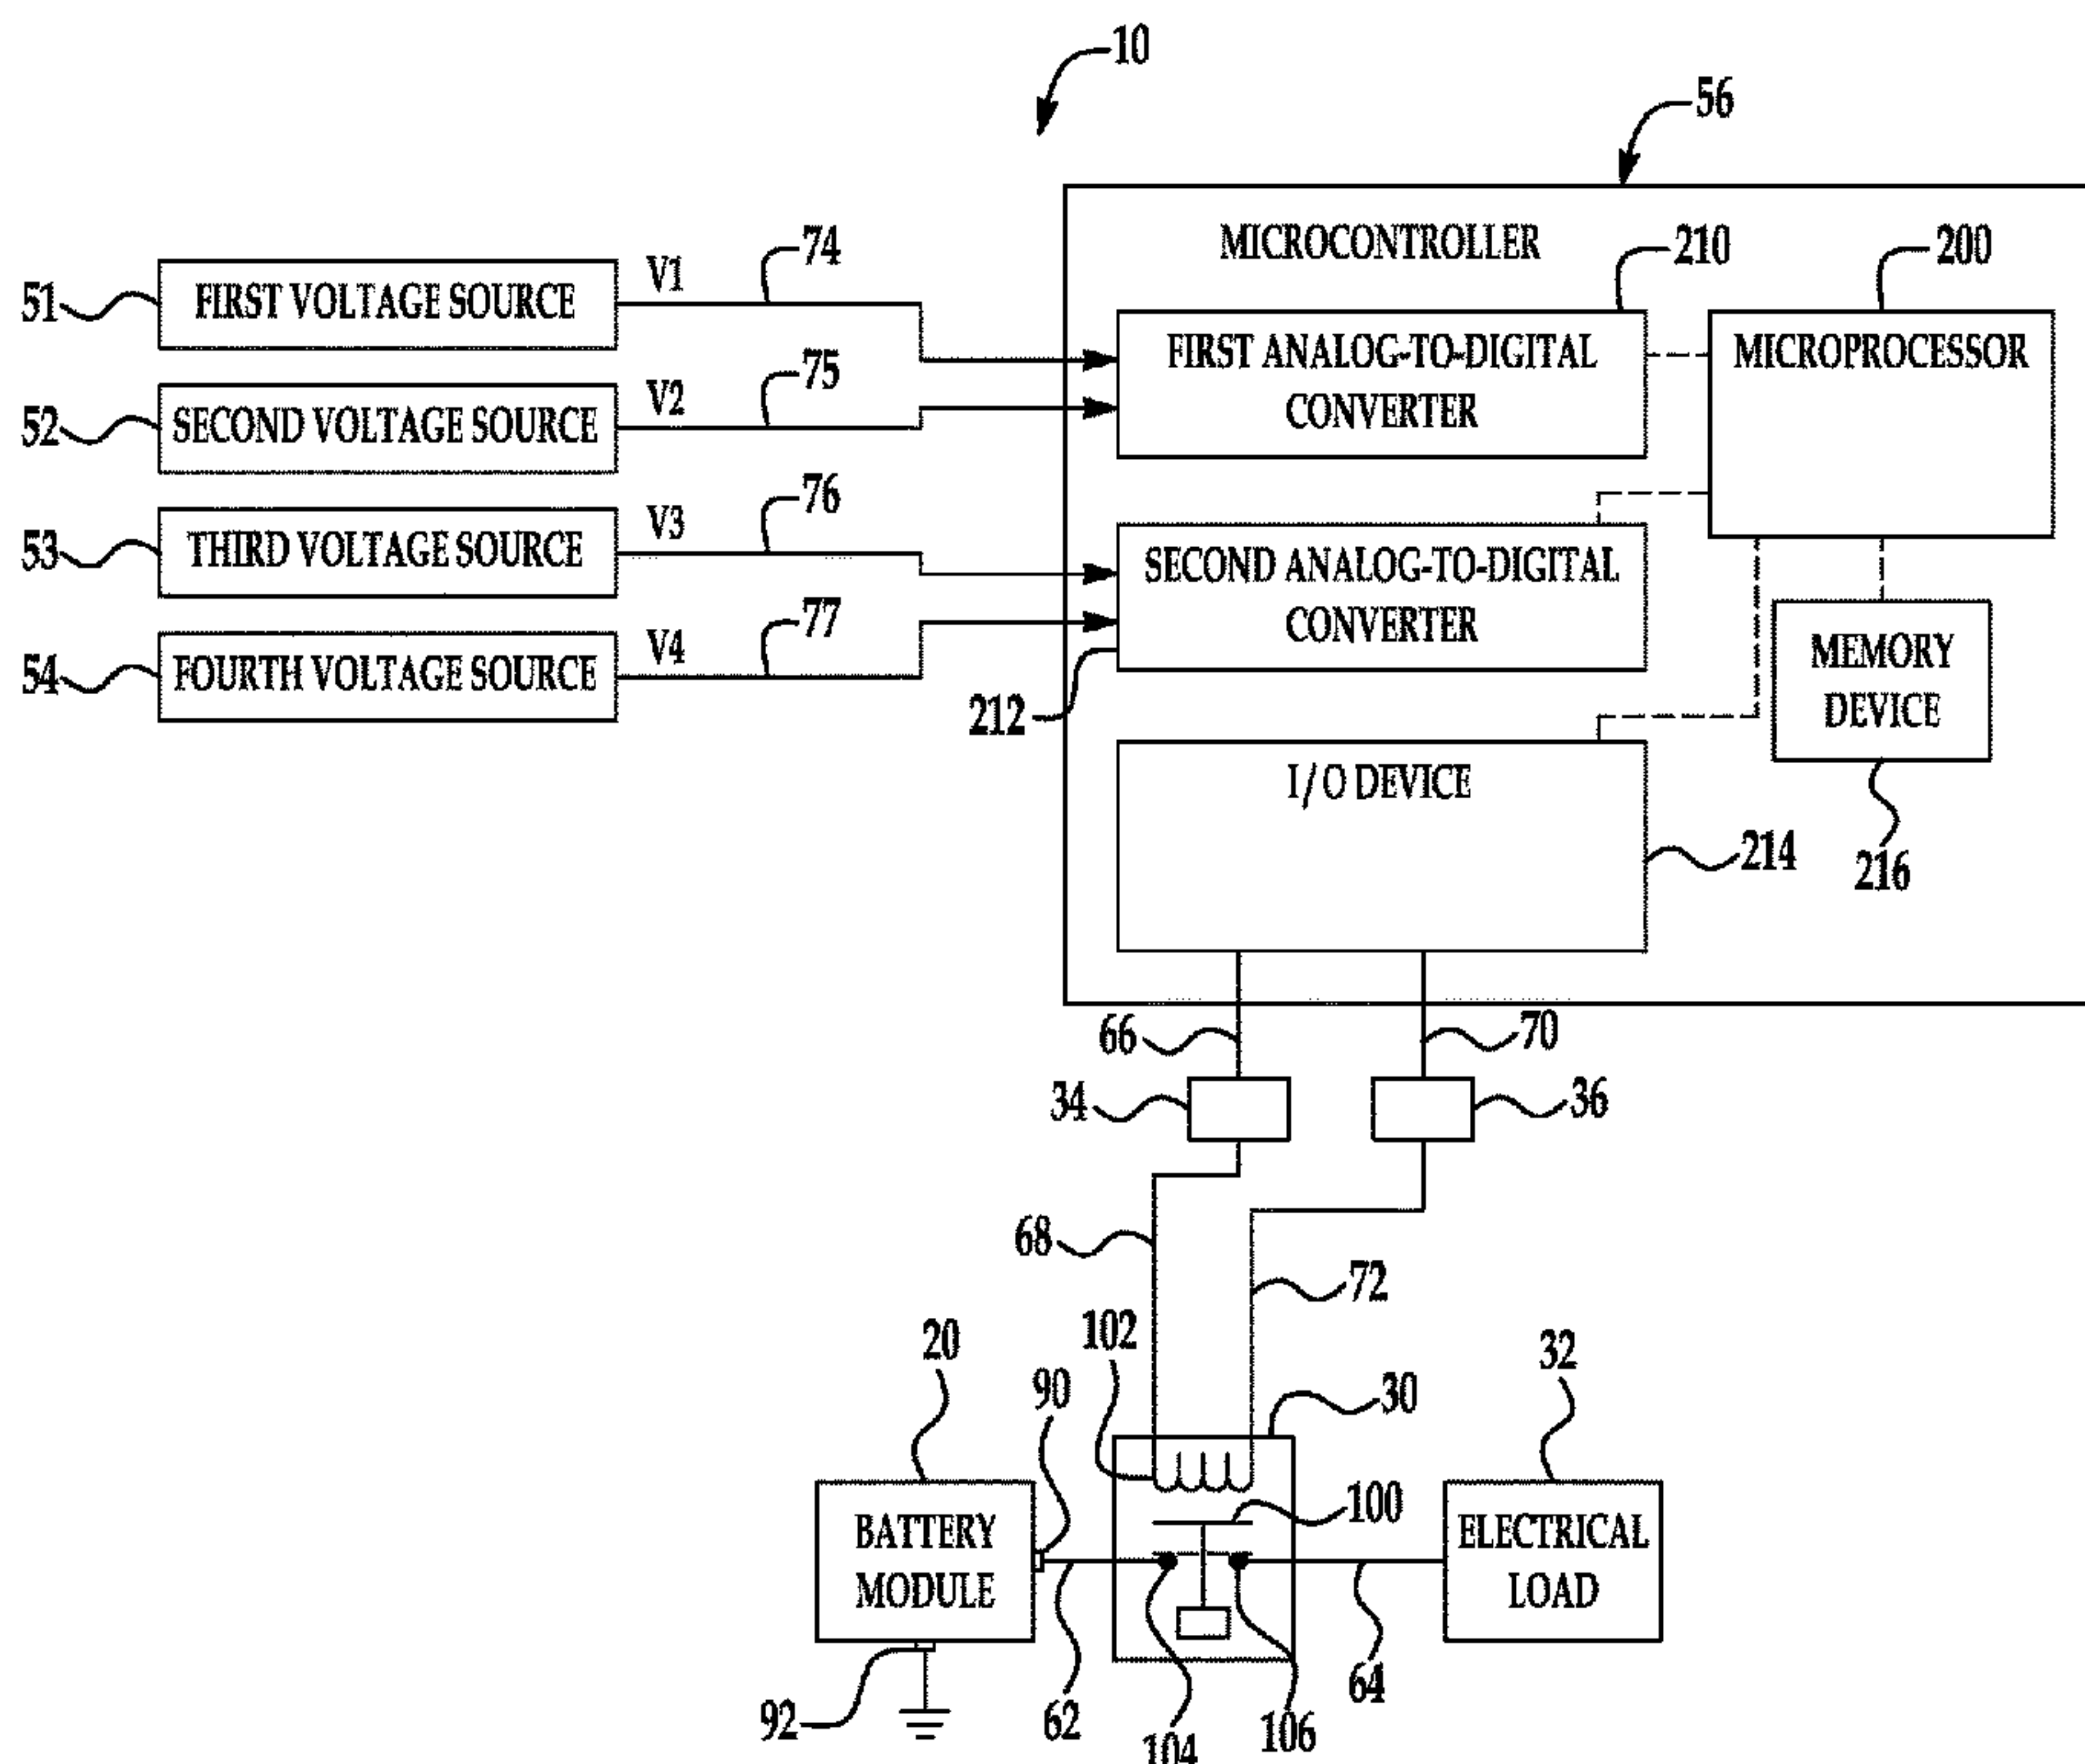 10
56
MICROCONTROLLER
210
200
74
V1
51
FIRST VOLTAGE SOURCE
FIRST ANALOG-TO-DIGITAL
CONVERTER
MICROPROCESSOR
75
V2
52
SECOND VOLTAGE SOURCE
76
V3
53
THIRD VOLTAGE SOURCE
SECOND ANALOG-TO-DIGITAL
CONVERTER
77
V4
54
FOURTH VOLTAGE SOURCE
212
MEMORY
DEVICE
I/O DEVICE
214
216
66
70
34
36
68
72
102
20
90
30
32
BATTERY
MODULE
100
ELECTRICAL
LOAD
92
62
104
106
64